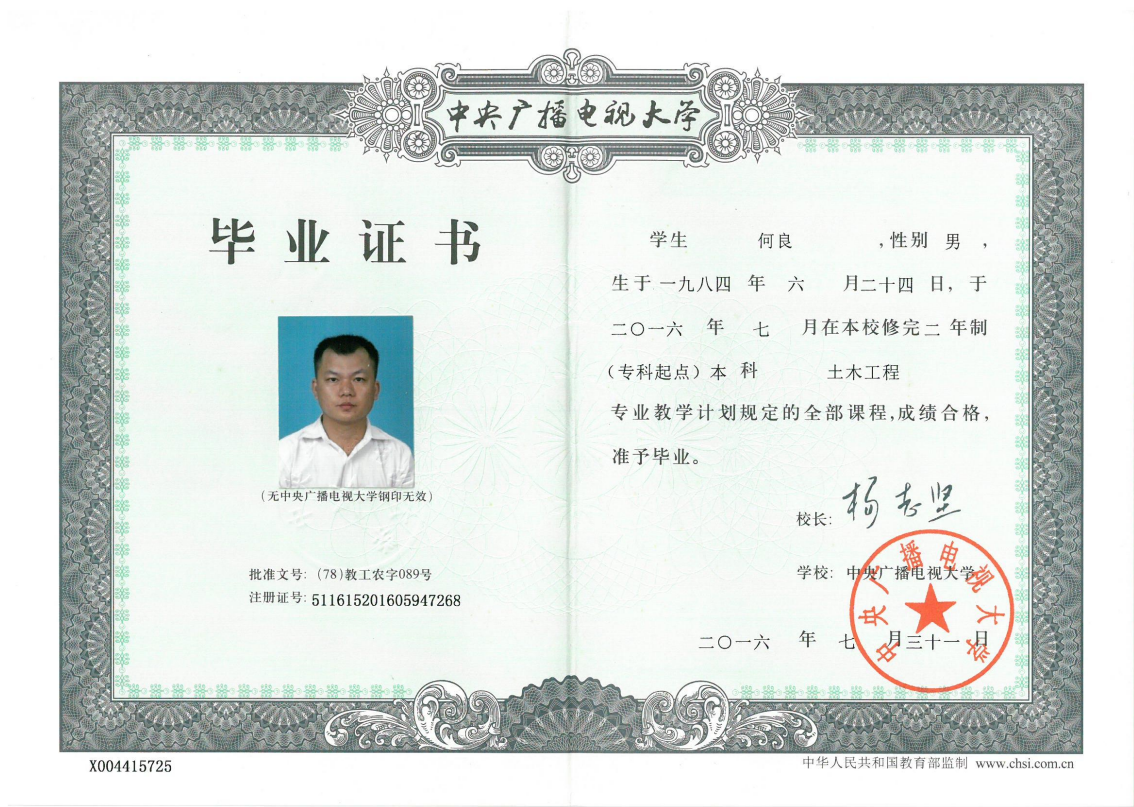 中央广播电视大学
毕业证书
(无中央广播电视大学钢印无效)
批准文号: (78)教工农字089号
注册证号: 511615201605947268
学生 何良 ,性别 男 ,
生于 一九八四 年 六 月二十四 日, 于
二〇一六 年 七 月在本校修完二 年制
(专科起点) 本 科 土木工程
专业教学计划规定的全部课程,成绩合格,
准予毕业。
校长: 杨志坚
学校: 中央广播电视大学
中央广播电视大学
二〇一六 年 七 月三十一 日
X004415725
中华人民共和国教育部监制 www.chsi.com.cn